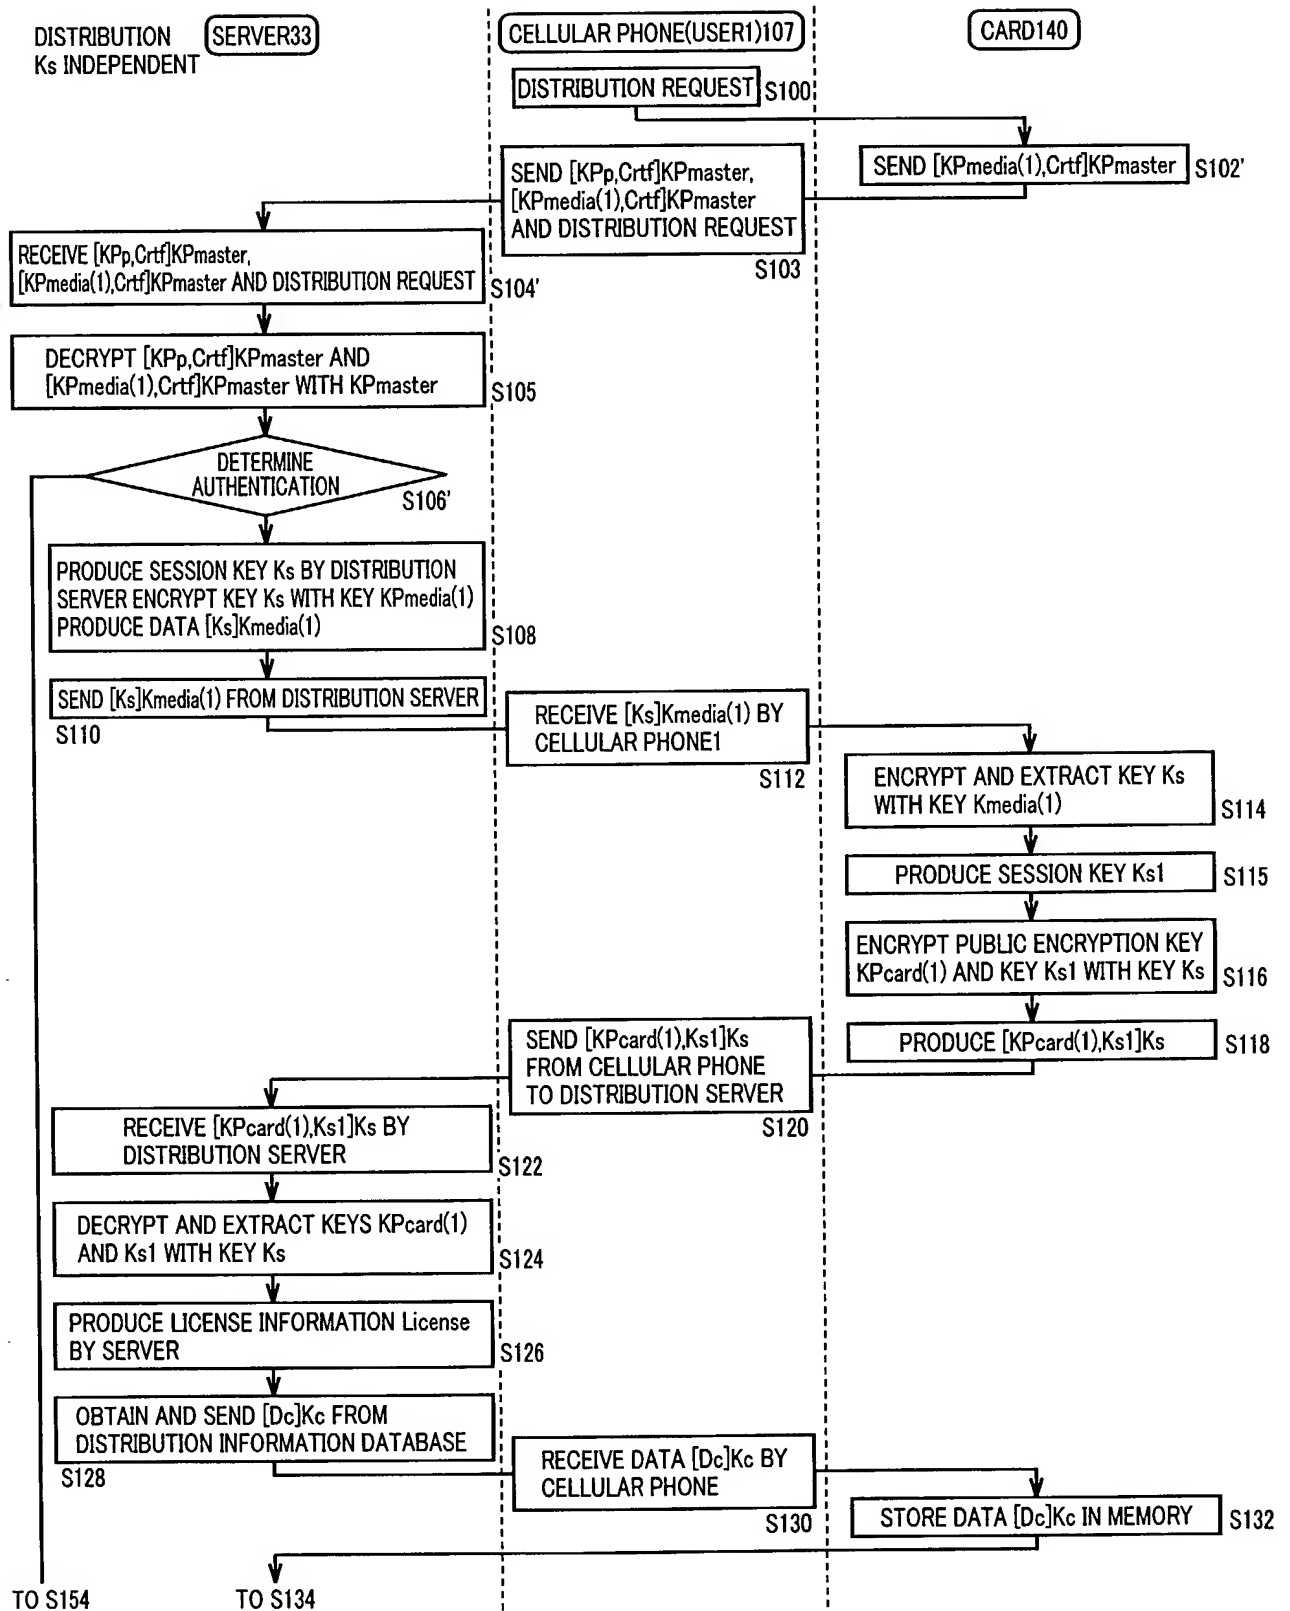 DISTRIBUTION
Ks INDEPENDENT
SERVER33
CELLULAR PHONE(USER1)107
CARD140
DISTRIBUTION REQUEST
S100
SEND [KPmedia(1),Crtf]KPmaster
S102'
SEND [KPp,Crtf]KPmaster,
[KPmedia(1),Crtf]KPmaster
AND DISTRIBUTION REQUEST
S103
RECEIVE [KPp,Crtf]KPmaster,
[KPmedia(1),Crtf]KPmaster AND DISTRIBUTION REQUEST
S104'
DECRYPT [KPp,Crtf]KPmaster AND
[KPmedia(1),Crtf]KPmaster WITH KPmaster
S105
DETERMINE
AUTHENTICATION
S106'
PRODUCE SESSION KEY Ks BY DISTRIBUTION
SERVER ENCRYPT KEY Ks WITH KEY KPmedia(1)
PRODUCE DATA [Ks]Kmedia(1)
S108
SEND [Ks]Kmedia(1) FROM DISTRIBUTION SERVER
S110
RECEIVE [Ks]Kmedia(1) BY
CELLULAR PHONE1
S112
ENCRYPT AND EXTRACT KEY Ks
WITH KEY Kmedia(1)
S114
PRODUCE SESSION KEY Ks1
S115
ENCRYPT PUBLIC ENCRYPTION KEY
KPcard(1) AND KEY Ks1 WITH KEY Ks
S116
PRODUCE [KPcard(1),Ks1]Ks
S118
SEND [KPcard(1),Ks1]Ks
FROM CELLULAR PHONE
TO DISTRIBUTION SERVER
S120
RECEIVE [KPcard(1),Ks1]Ks BY
DISTRIBUTION SERVER
S122
DECRYPT AND EXTRACT KEYS KPcard(1)
AND Ks1 WITH KEY Ks
S124
PRODUCE LICENSE INFORMATION License
BY SERVER
S126
OBTAIN AND SEND [Dc]Kc FROM
DISTRIBUTION INFORMATION DATABASE
S128
RECEIVE DATA [Dc]Kc BY
CELLULAR PHONE
S130
STORE DATA [Dc]Kc IN MEMORY
S132
TO S154
TO S134